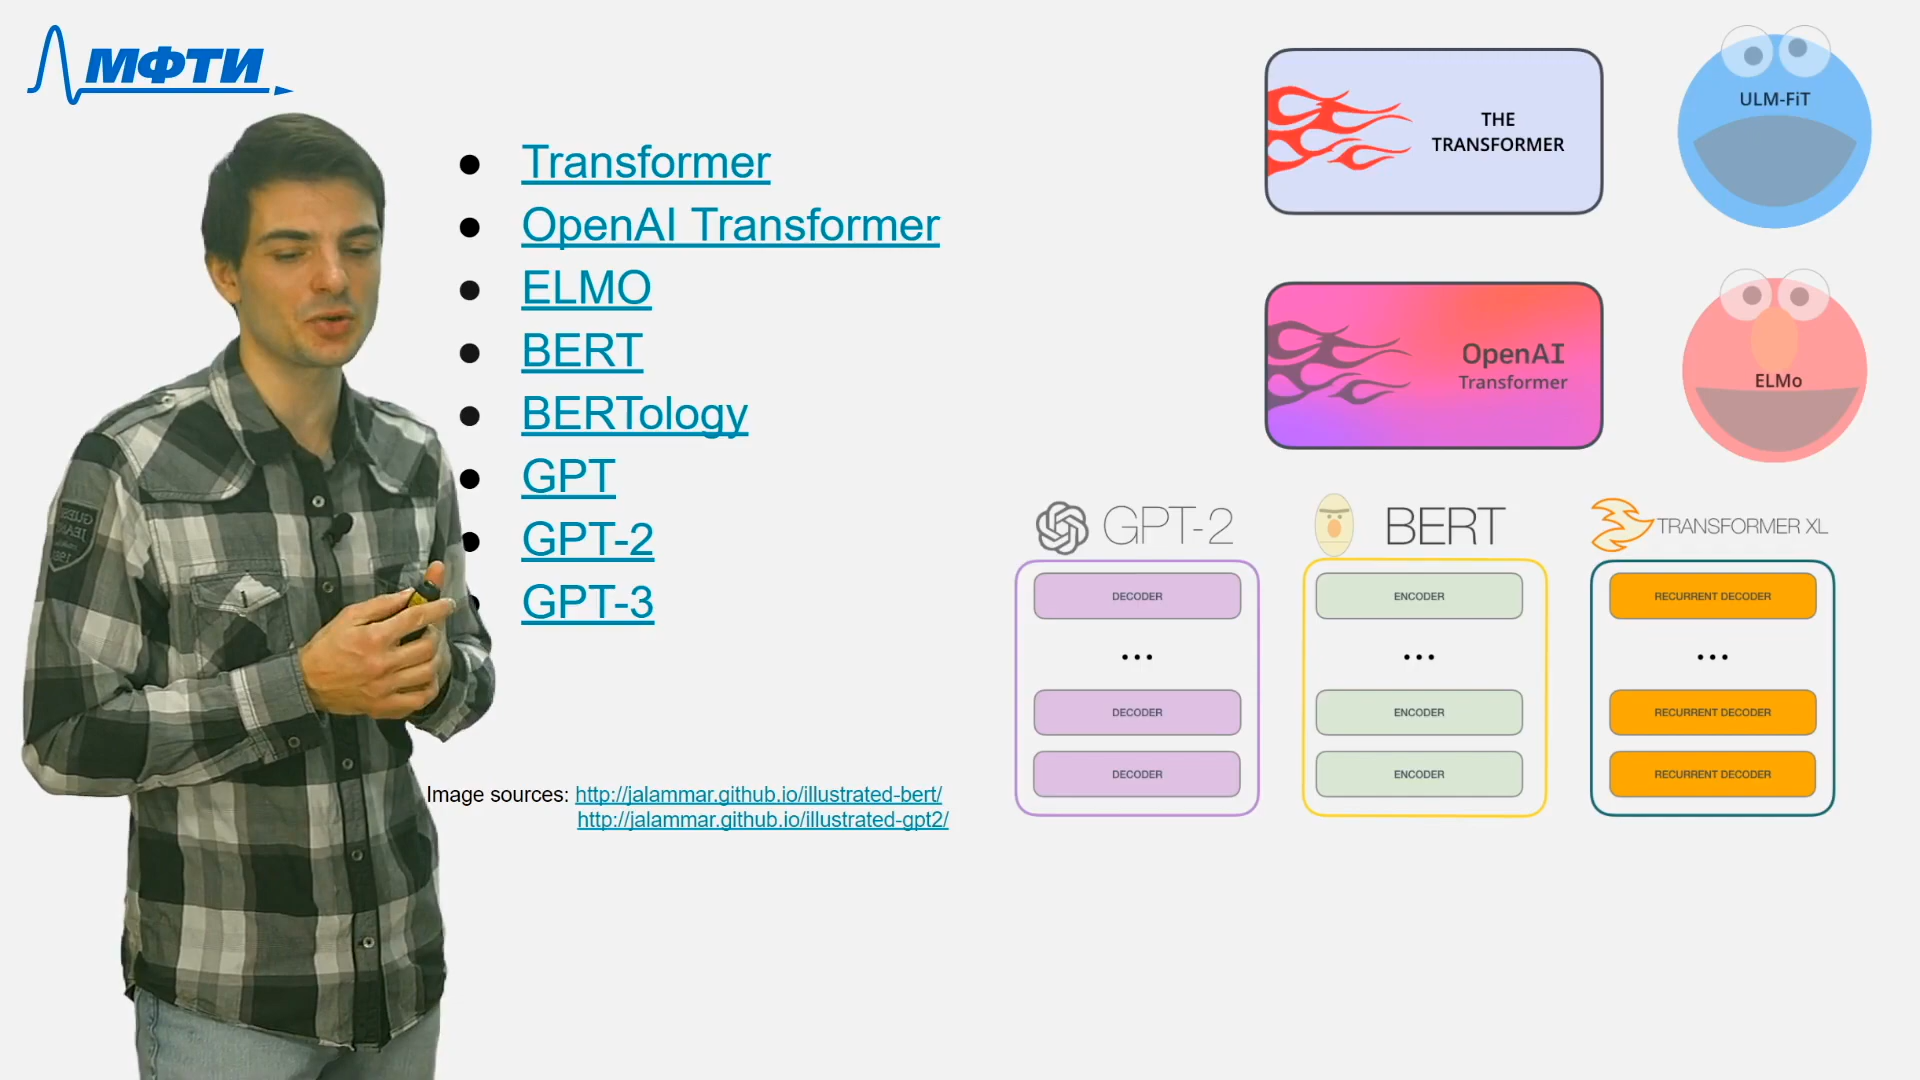 МФТИ
Transformer
OpenAI Transformer
ELMO
BERT
BERTology
GPT
GPT-2
GPT-3
Image sources: http://jalammar.github.io/illustrated-bert/
http://jalammar.github.io/illustrated-gpt2/
THE
TRANSFORMER
ULM-FiT
OpenAI
Transformer
ELMo
GPT-2
DECODER
...
DECODER
DECODER
BERT
ENCODER
...
ENCODER
ENCODER
TRANSFORMER XL
RECURRENT DECODER
...
RECURRENT DECODER
RECURRENT DECODER